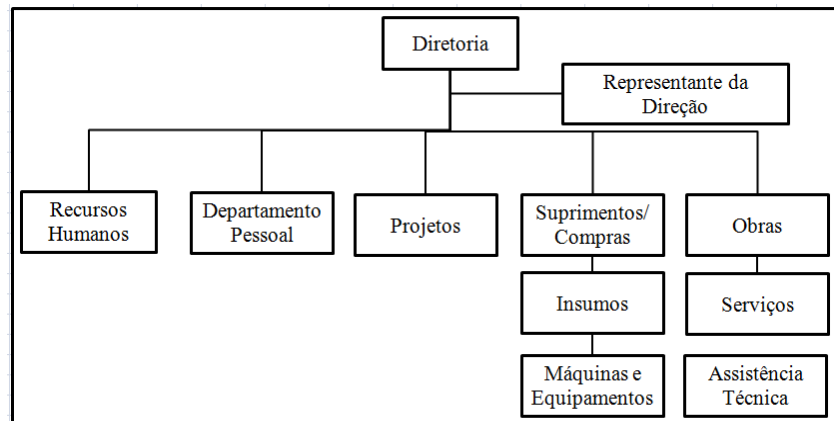 Diretoria
Representante da
Direção
Recursos
Humanos
Departamento
Pessoal
Projetos
Suprimentos/
Compras
Obras
Insumos
Serviços
Máquinas e
Equipamentos
Assistência
Técnica